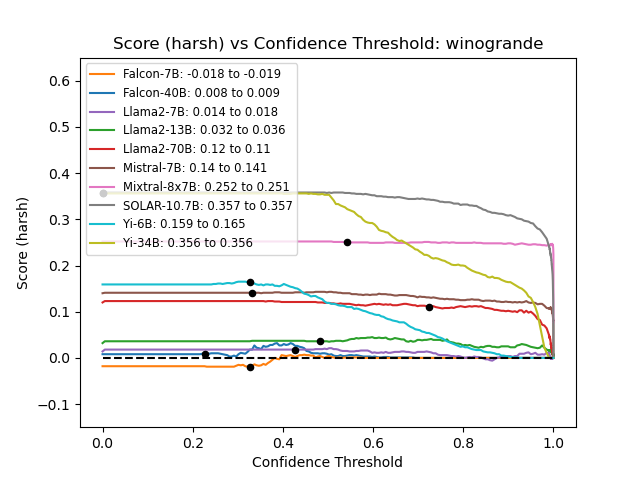 Score (harsh) vs Confidence Threshold: winogrande
Score (harsh)
0.6
0.5
0.4
0.3
0.2
0.1
0.0
−0.1
Falcon-7B: -0.018 to -0.019
Falcon-40B: 0.008 to 0.009
Llama2-7B: 0.014 to 0.018
Llama2-13B: 0.032 to 0.036
Llama2-70B: 0.12 to 0.11
Mistral-7B: 0.14 to 0.141
Mixtral-8x7B: 0.252 to 0.251
SOLAR-10.7B: 0.357 to 0.357
Yi-6B: 0.159 to 0.165
Yi-34B: 0.356 to 0.356
0.0 0.2 0.4 0.6 0.8 1.0
Confidence Threshold